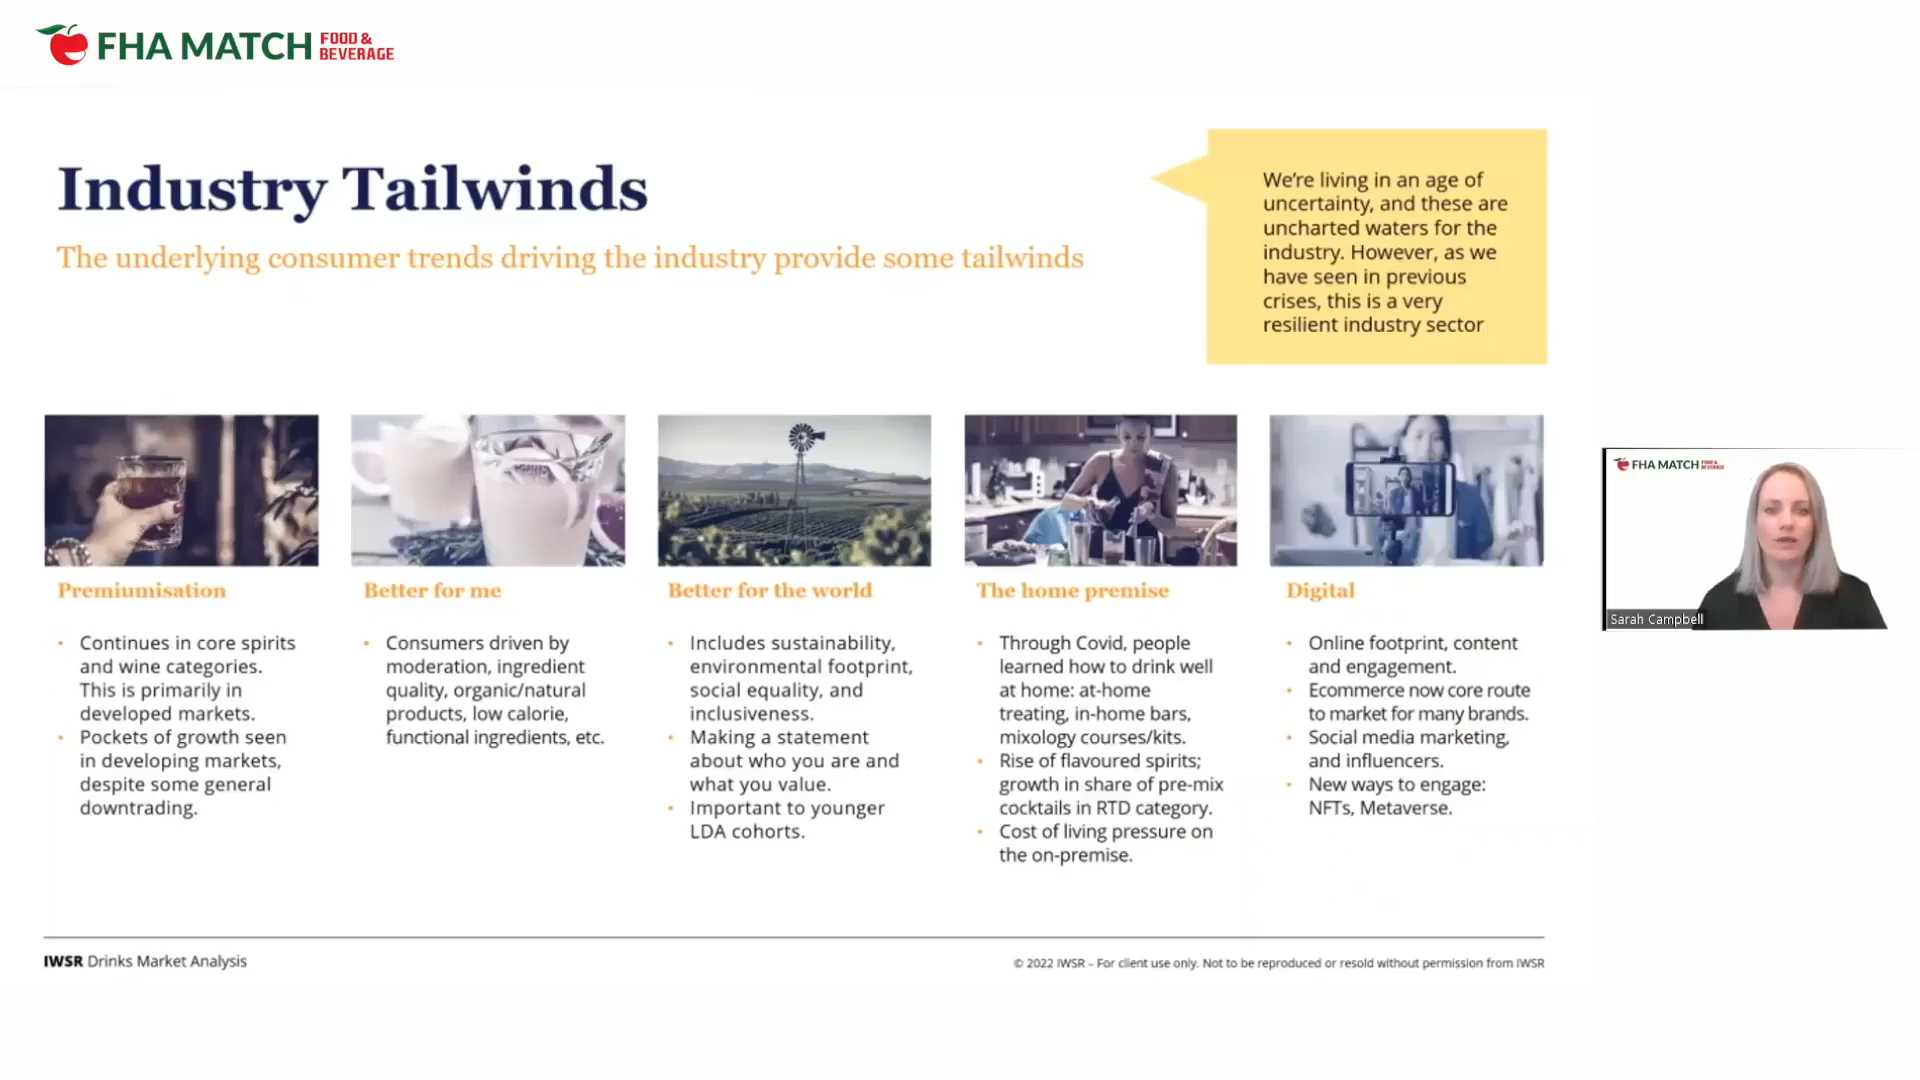 FHA MATCH FOOD &
BEVERAGE
Industry Tailwinds
The underlying consumer trends driving the industry provide some tailwinds
We're living in an age of
uncertainty, and these are
uncharted waters for the
industry. However, as we
have seen in previous
crises, this is a very
resilient industry sector
Premiumisation
• Continues in core spirits
and wine categories.
This is primarily in
developed markets.
• Pockets of growth seen
in developing markets,
despite some general
downtrading.
Better for me
• Consumers driven by
moderation, ingredient
quality, organic/natural
products, low calorie,
functional ingredients, etc.
Better for the world
• Includes sustainability,
environmental footprint,
social equality, and
inclusiveness.
• Making a statement
about who you are and
what you value.
• Important to younger
LDA cohorts.
The home premise
• Through Covid, people
learned how to drink well
at home: at-home
treating, in-home bars,
mixology courses/kits.
• Rise of flavoured spirits;
growth in share of pre-mix
cocktails in RTD category.
• Cost of living pressure on
the on-premise.
Digital
• Online footprint, content
and engagement.
• Ecommerce now core route
to market for many brands.
• Social media marketing,
and influencers.
• New ways to engage:
NFTs, Metaverse.
FHA MATCH FOOD &
BEVERAGE
Sarah Campbell
IWSR Drinks Market Analysis
© 2022 IWSR – For client use only. Not to be reproduced or resold without permission from IWSR